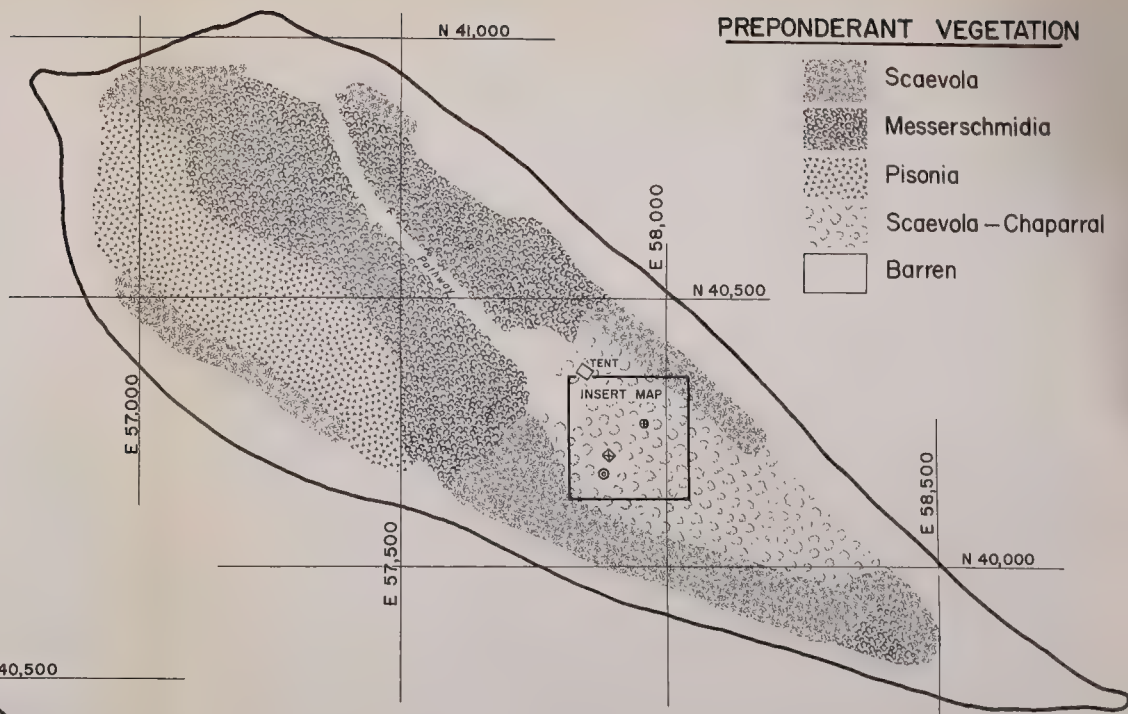 PREPONDERANT VEGETATION
Scaevola
Messerschmidia
Pisonia
Scaevola – Chaparral
Barren
N 41,000
E 58,000
Pathway
N 40,500
TENT
INSERT MAP
E 57,000
E 58,500
E 57,500
N 40,000
40,500